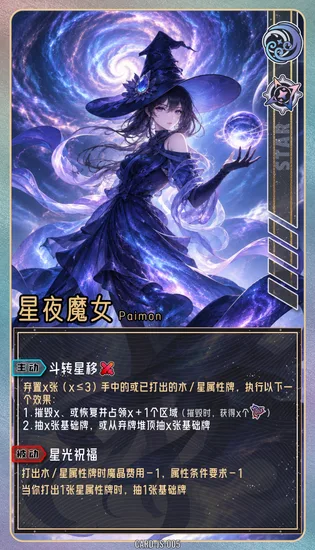 STAR
星夜魔女 Paimon
主动 斗转星移
弃置x张（x≤3）手中的或已打出的水/星属性牌，执行以下一
个效果：
1.摧毁x、或恢复并占领x+1个区域（摧毁时，获得x个）
2.抽x张基础牌，或从弃牌堆顶抽x张基础牌
被动 星光祝福
打出水/星属性牌时魔晶费用-1，属性条件要求-1
当你打出1张星属性牌时，抽1张基础牌